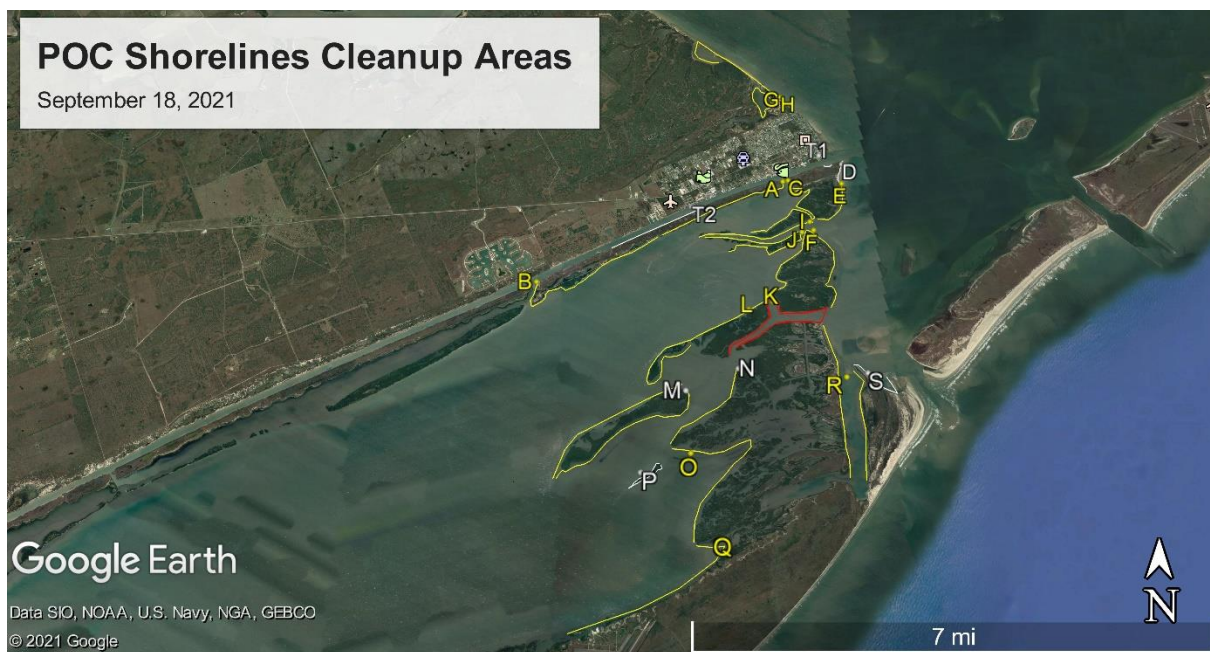 POC Shorelines Cleanup Areas
September 18, 2021
G H
T1
D
A C
E
T2
I
J F
B
K
L
N
M
R
S
O
P
Q
Google Earth
Data SIO, NOAA, U.S. Navy, NGA, GEBCO
© 2021 Google
N
7 mi